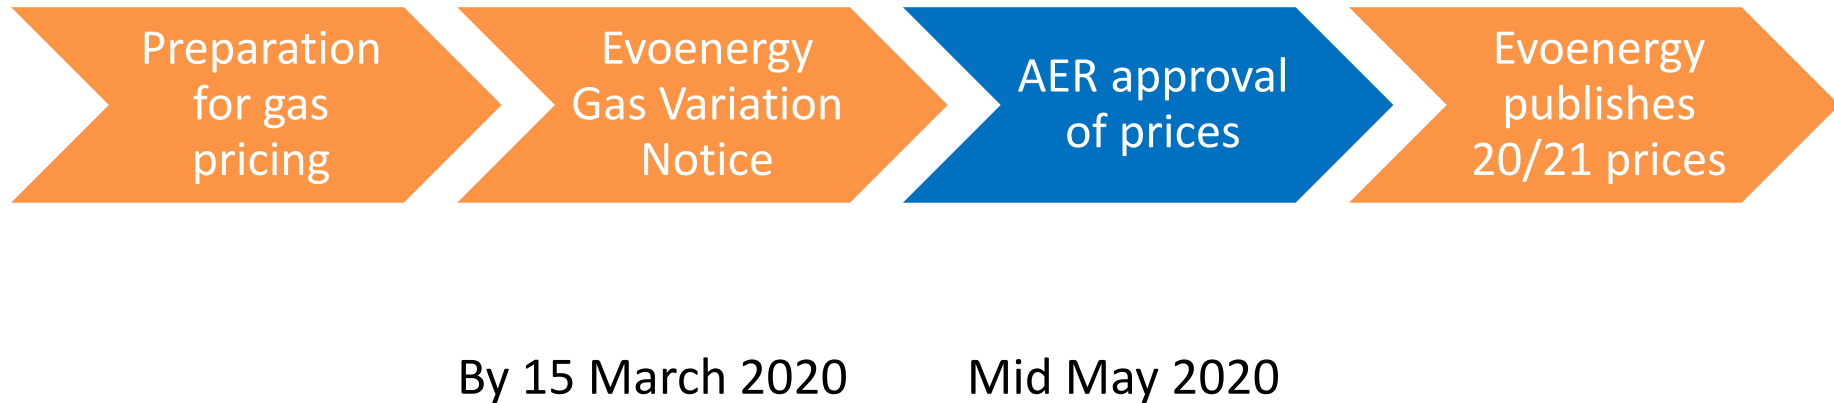 Preparation
for gas
pricing
Evoenergy
Gas Variation
Notice
AER approval
of prices
Evoenergy
publishes
20/21 prices
By 15 March 2020
Mid May 2020